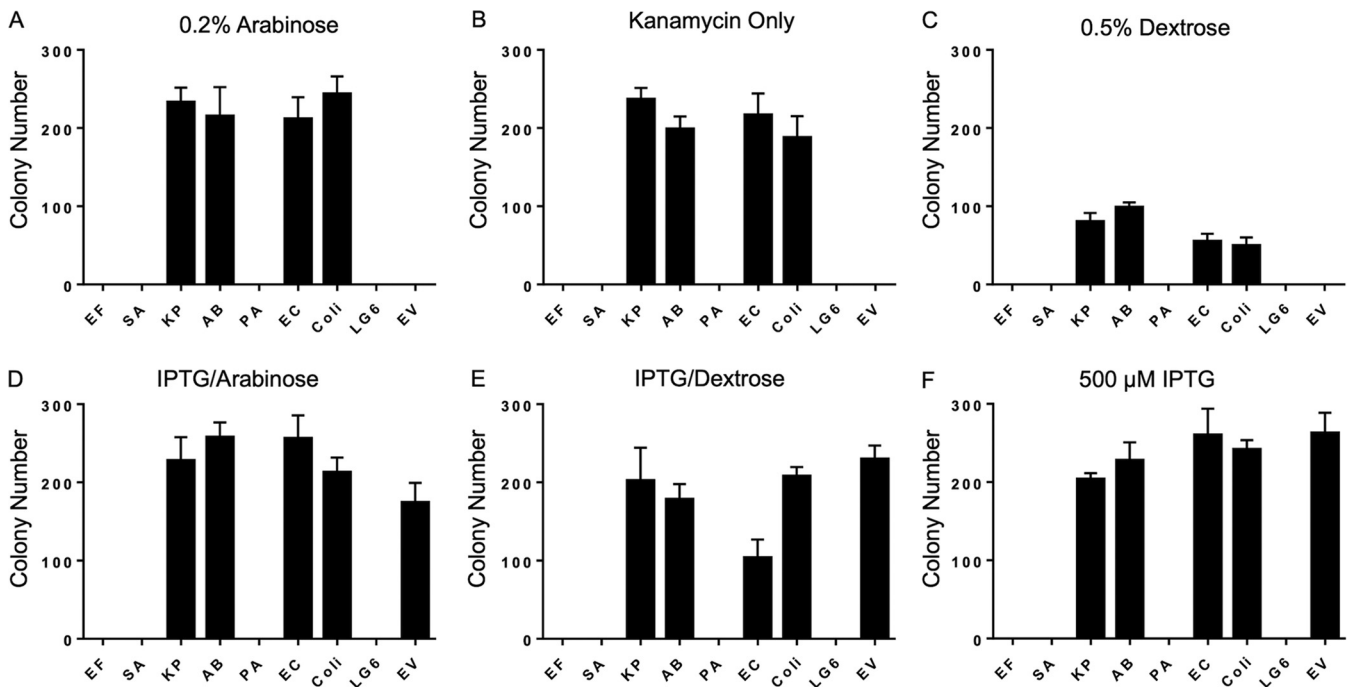 A
0.2% Arabinose
Colony Number
300
200
100
0
EF SA KP AB PA EC Coli LG6 EV
B
Kanamycin Only
Colony Number
300
200
100
0
EF SA KP AB PA EC Coli LG6 EV
C
0.5% Dextrose
Colony Number
300
200
100
0
EF SA KP AB PA EC Coli LG6 EV
D
IPTG/Arabinose
Colony Number
300
200
100
0
EF SA KP AB PA EC Coli LG6 EV
E
IPTG/Dextrose
Colony Number
300
200
100
0
EF SA KP AB PA EC Coli LG6 EV
F
500 µM IPTG
Colony Number
300
200
100
0
EF SA KP AB PA EC Coli LG6 EV